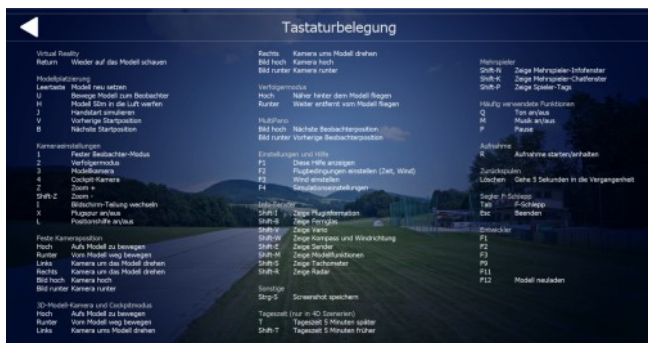 Tastaturbelegung
Virtual Reality
Return Wieder auf das Modell schauen
Modellplatzierung
Leertaste Modell neu setzen
U Bewege Modell zum Beobachter
H Modell 50m in die Luft werfen
J Handstart simulieren
V Vorherige Startposition
B Nächste Startposition
Kameraeinstellungen
1 Fester Beobachter-Modus
2 Verfolgermodus
3 Modellkamera
4 Cockpit-Kamera
Z Zoom +
Shift-Z Zoom -
I Bildschirm-Teilung wechseln
X Flugspur an/aus
L Positionshilfe an/aus
Feste Kameraposition
Hoch Aufs Modell zu bewegen
Runter Vom Modell weg bewegen
Links Kamera um das Modell drehen
Rechts Kamera um das Modell drehen
Bild hoch Kamera hoch
Bild runter Kamera runter
3D-Modell-Kamera und Cockpitmodus
Hoch Aufs Modell zu bewegen
Runter Vom Modell weg bewegen
Links Kamera ums Modell drehen
Rechts Kamera ums Modell drehen
Bild hoch Kamera hoch
Bild runter Kamera runter
Verfolgermodus
Hoch Näher hinter dem Modell fliegen
Runter Weiter entfernt vom Modell fliegen
MultiPano
Bild hoch Nächste Beobachterposition
Bild runter Vorherige Beobachterposition
Einstellungen und Hilfe
F1 Diese Hilfe anzeigen
F2 Flugbedingungen einstellen (Zeit, Wind)
F3 Wind einstellen
F4 Simulationseinstellungen
Info-Fenster
Shift-I Zeige Pluginformation
Shift-B Zeige Fernglas
Shift-V Zeige Vario
Shift-W Zeige Kompass und Windrichtung
Shift-E Zeige Sender
Shift-M Zeige Modellfunktionen
Shift-S Zeige Tachometer
Shift-R Zeige Radar
Sonstige
Strg-S Screenshot speichern
Tageszeit (nur in 4D Szenerien)
T Tageszeit 5 Minuten später
Shift-T Tageszeit 5 Minuten früher
Mehrspieler
Shift-N Zeige Mehrspieler-Infofenster
Shift-K Zeige Mehrspieler-Chatfenster
Shift-P Zeige Spieler-Tags
Häufig verwendete Funktionen
Q Ton an/aus
M Musik an/aus
P Pause
Aufnahme
R Aufnahme starten/anhalten
Zurückspulen
Löschen Gehe 5 Sekunden in die Vergangenheit
Segler F-Schlepp
Tab F-Schlepp
Esc Beenden
Entwickler
F1
F2
F3
F9
F11
F12 Modell neuladen